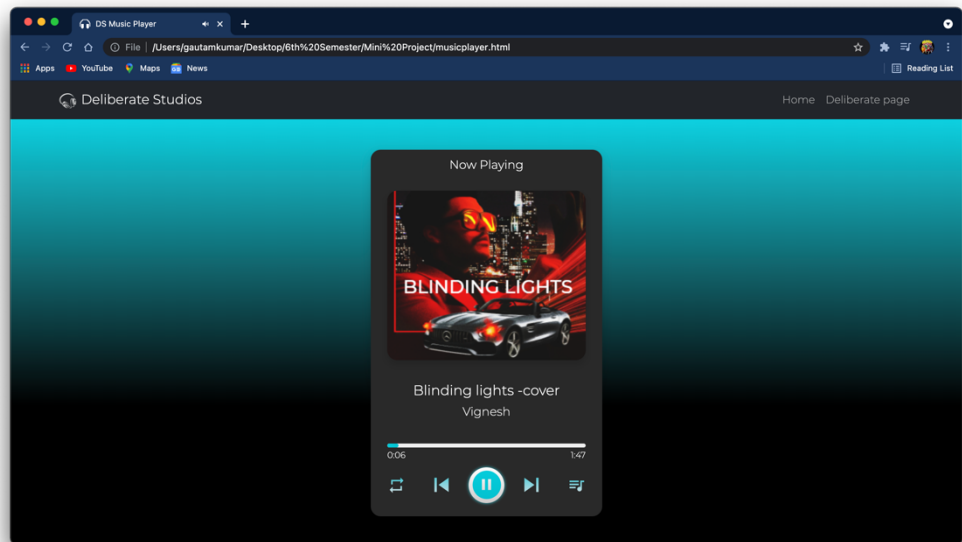 DS Music Player
File | /Users/gautamkumar/Desktop/6th%20Semester/Mini%20Project/musicplayer.html
Apps YouTube Maps GB News Reading List
Deliberate Studios Home Deliberate page
Now Playing
BLINDING LIGHTS
Blinding lights -cover
Vignesh
0:06 1:47